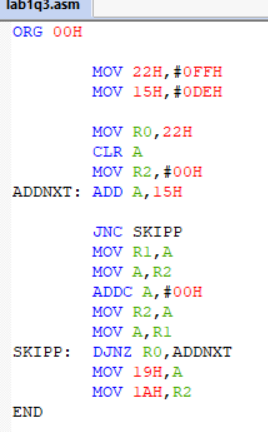 lab1q3.asm
ORG 00H
MOV 22H,#0FFH
MOV 15H,#0DEH
MOV R0,22H
CLR A
MOV R2,#00H
ADDNXT: ADD A,15H
JNC SKIPP
MOV R1,A
MOV A,R2
ADDC A,#00H
MOV R2,A
MOV A,R1
SKIPP: DJNZ R0,ADDNXT
MOV 19H,A
MOV 1AH,R2
END